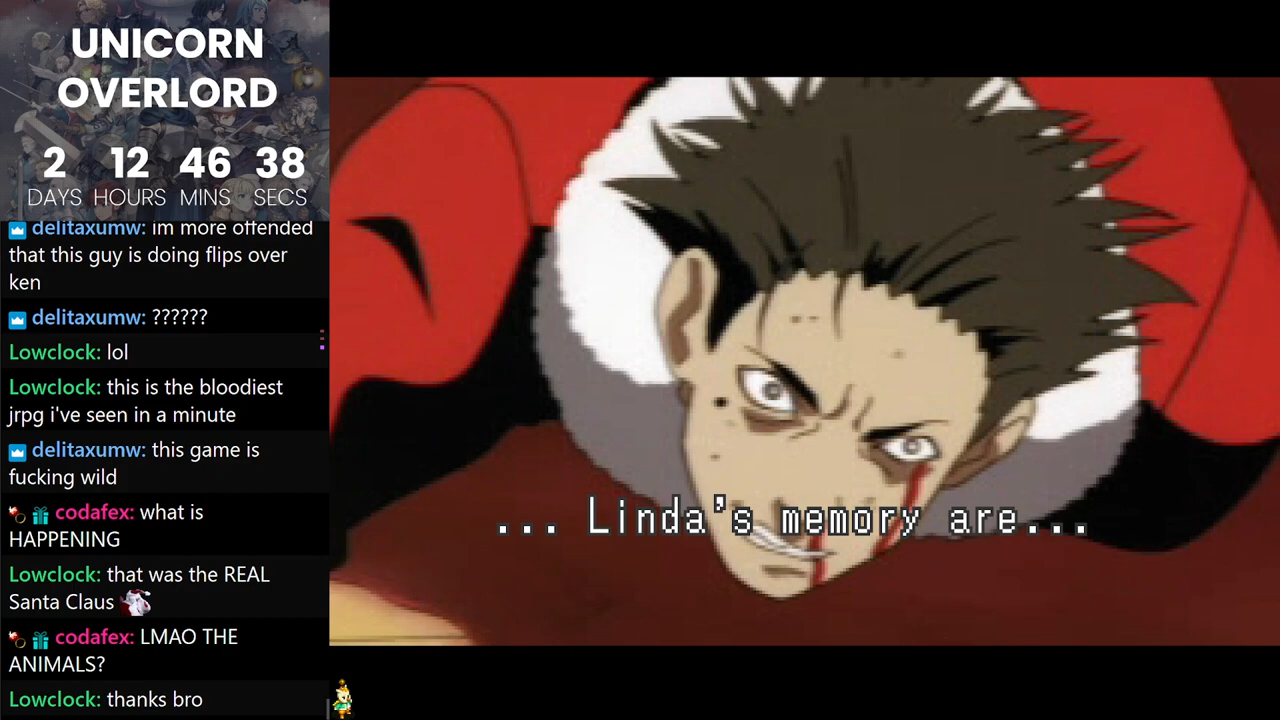 UNICORN
OVERLORD
2 12 46 38
DAYS HOURS MINS SECS
delitaxumw: im more offended
that this guy is doing flips over
ken
delitaxumw: ??????
Lowclock: lol
Lowclock: this is the bloodiest
jrpg i've seen in a minute
delitaxumw: this game is
fucking wild
codafex: what is
HAPPENING
Lowclock: that was the REAL
Santa Claus
codafex: LMAO THE
ANIMALS?
Lowclock: thanks bro
... Linda's memory are...